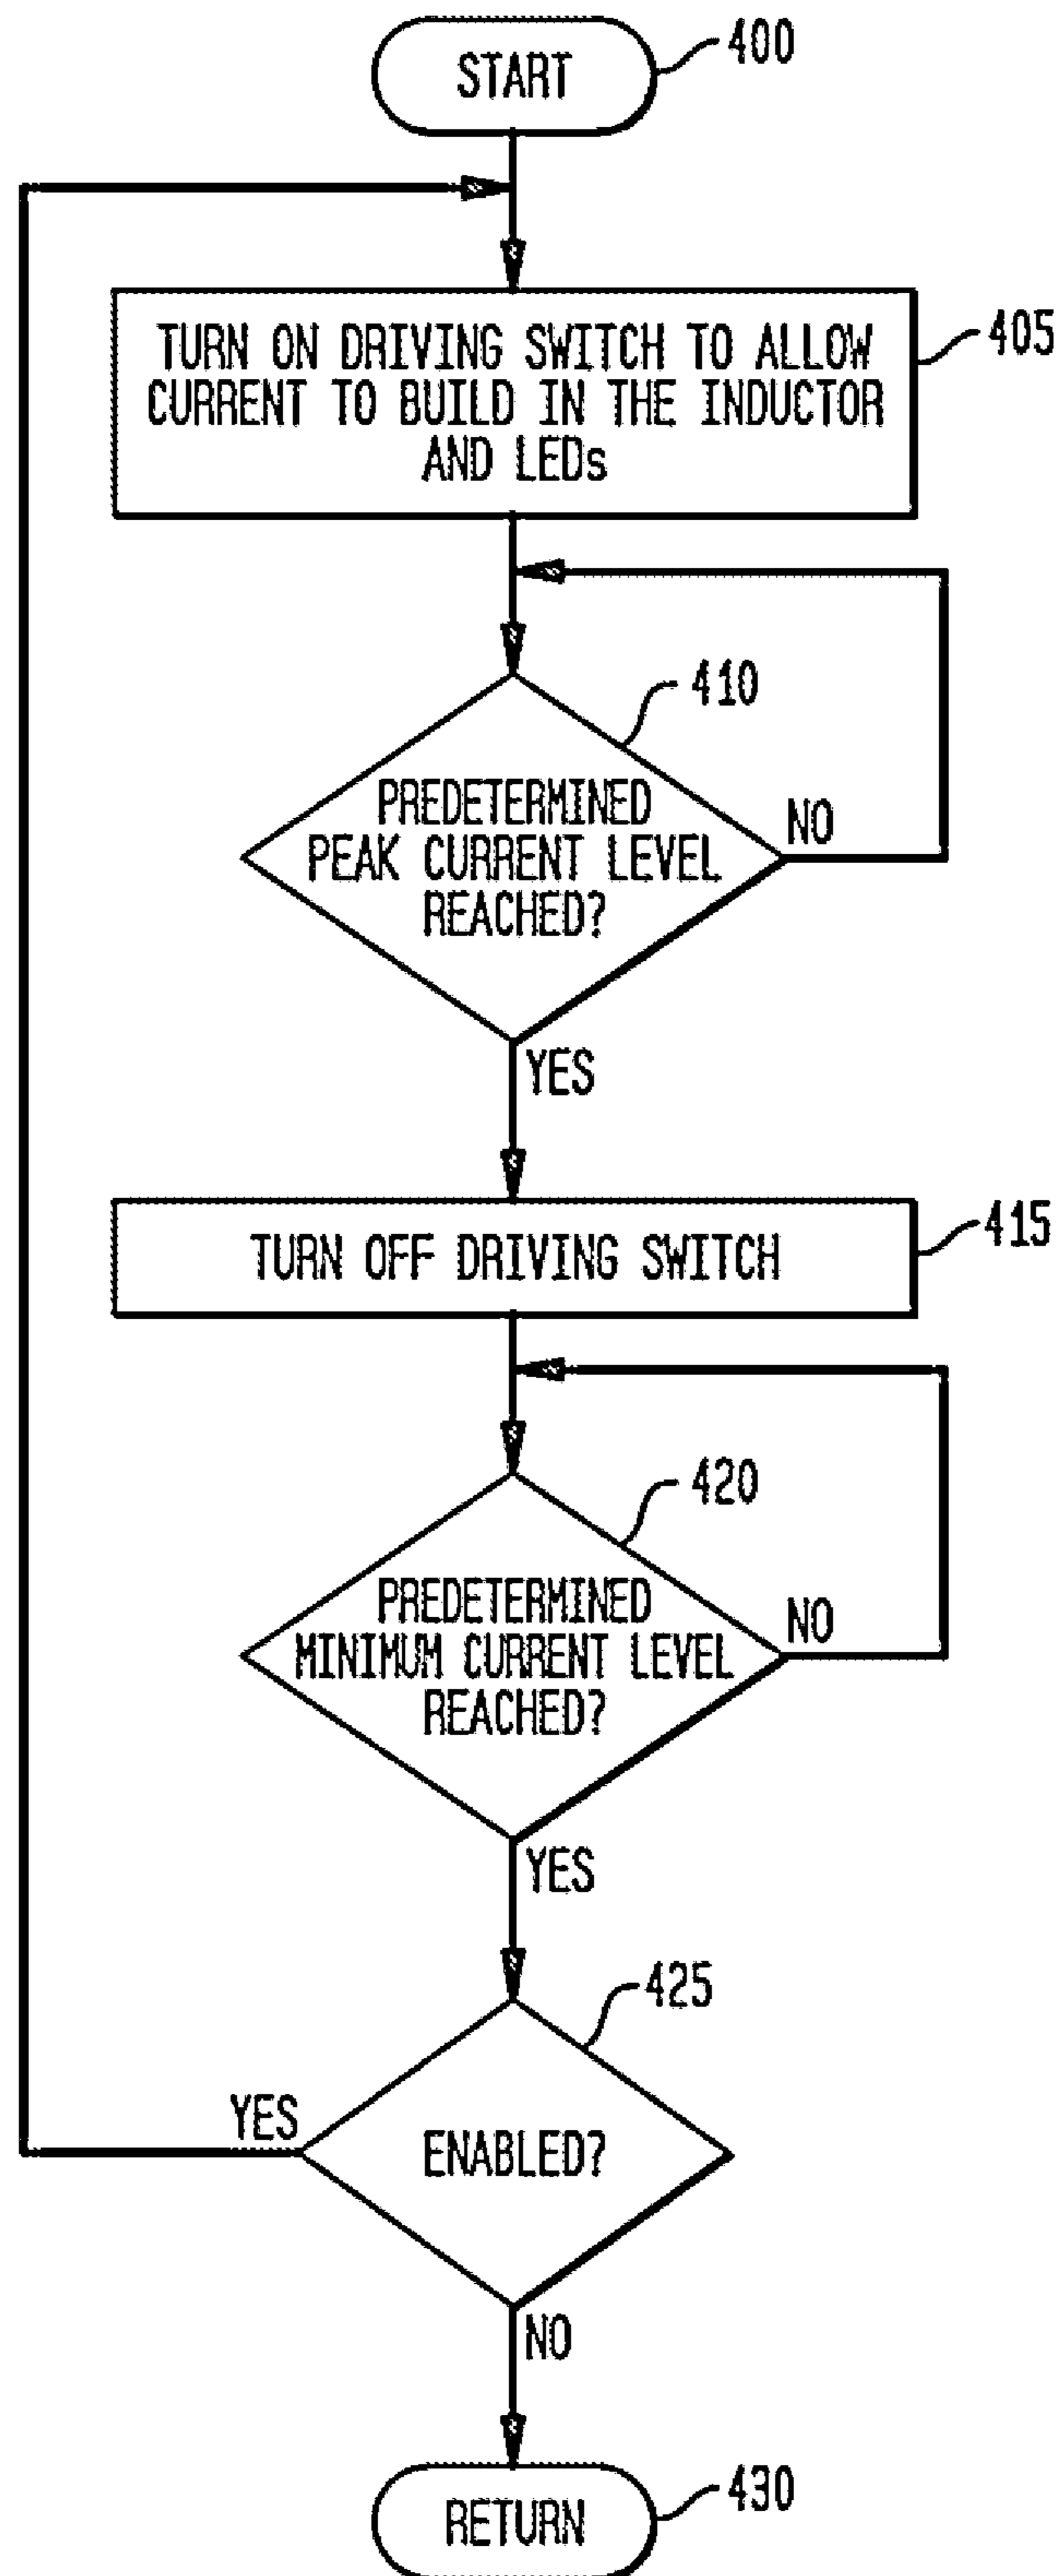 START
400
TURN ON DRIVING SWITCH TO ALLOW
CURRENT TO BUILD IN THE INDUCTOR
AND LEDs
405
410
PREDETERMINED
PEAK CURRENT LEVEL
REACHED?
NO
YES
TURN OFF DRIVING SWITCH
415
420
PREDETERMINED
MINIMUM CURRENT LEVEL
REACHED?
NO
YES
425
YES
ENABLED?
NO
RETURN
430